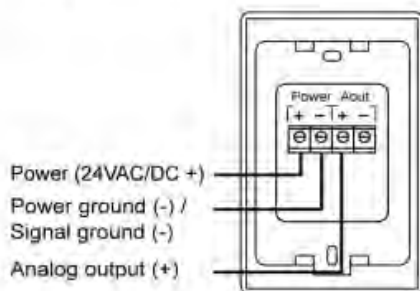 Power Aout
+ - + -
Power (24VAC/DC +)
Power ground (-) /
Signal ground (-)
Analog output (+)